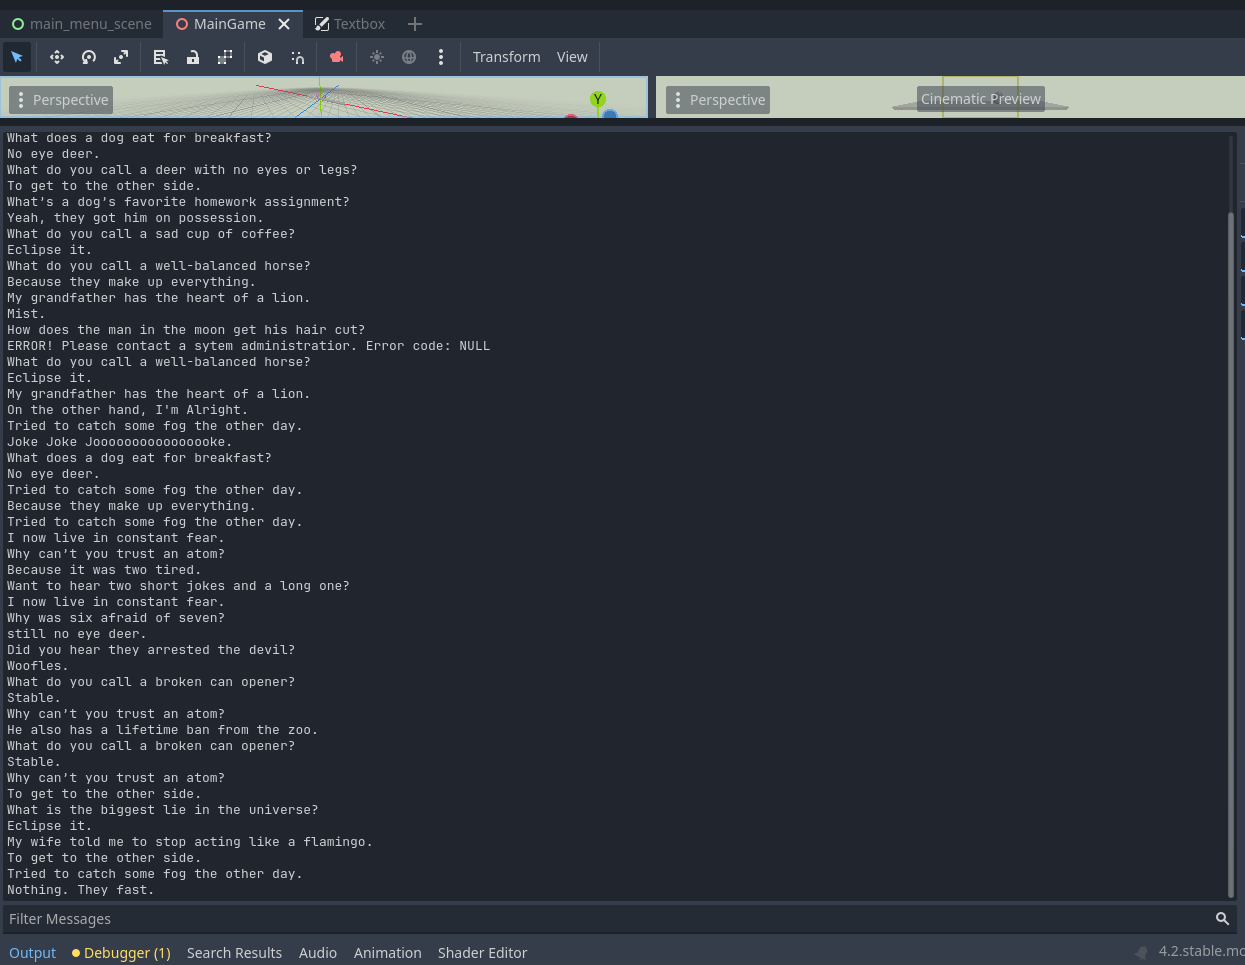 main_menu_scene MainGame Textbox
Transform View
Perspective Y Perspective Cinematic Preview
What does a dog eat for breakfast?
No eye deer.
What do you call a deer with no eyes or legs?
To get to the other side.
What's a dog's favorite homework assignment?
Yeah, they got him on possession.
What do you call a sad cup of coffee?
Eclipse it.
What do you call a well-balanced horse?
Because they make up everything.
My grandfather has the heart of a lion.
Mist.
How does the man in the moon get his hair cut?
ERROR! Please contact a sytem administratior. Error code: NULL
What do you call a well-balanced horse?
Eclipse it.
My grandfather has the heart of a lion.
On the other hand, I'm Alright.
Tried to catch some fog the other day.
Joke Joke Jooooooooooooooooke.
What does a dog eat for breakfast?
No eye deer.
Tried to catch some fog the other day.
Because they make up everything.
Tried to catch some fog the other day.
I now live in constant fear.
Why can't you trust an atom?
Because it was two tired.
Want to hear two short jokes and a long one?
I now live in constant fear.
Why was six afraid of seven?
still no eye deer.
Did you hear they arrested the devil?
Woofles.
What do you call a broken can opener?
Stable.
Why can't you trust an atom?
He also has a lifetime ban from the zoo.
What do you call a broken can opener?
Stable.
Why can't you trust an atom?
To get to the other side.
What is the biggest lie in the universe?
Eclipse it.
My wife told me to stop acting like a flamingo.
To get to the other side.
Tried to catch some fog the other day.
Nothing. They fast.
Filter Messages
Output Debugger (1) Search Results Audio Animation Shader Editor 4.2.stable.mo